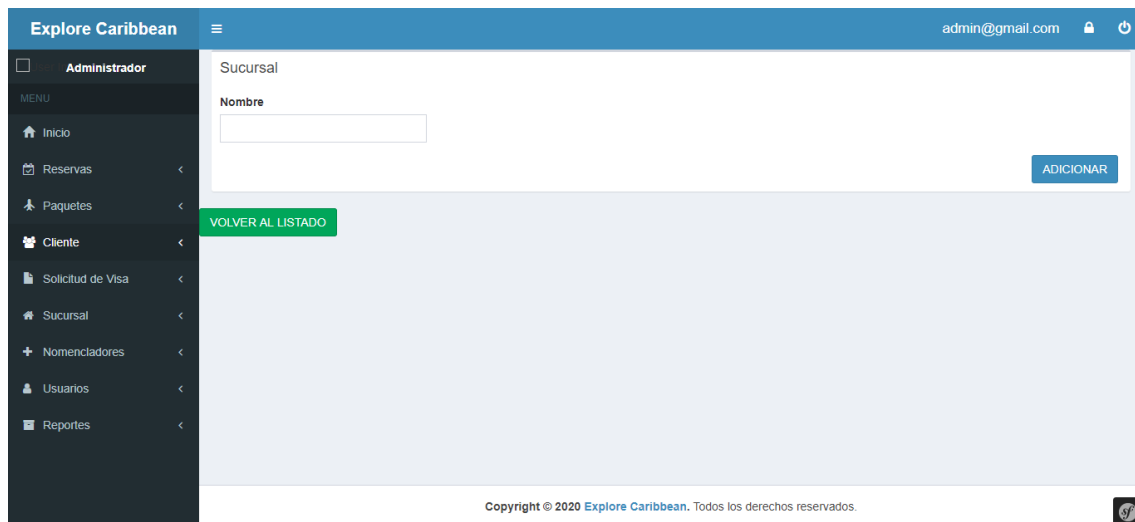 Explore Caribbean
admin@gmail.com
Administrador
MENU
Inicio
Reservas
Paquetes
Cliente
Solicitud de Visa
Sucursal
Nomencladores
Usuarios
Reportes
Sucursal
Nombre
ADICIONAR
VOLVER AL LISTADO
Copyright © 2020 Explore Caribbean. Todos los derechos reservados.
sf